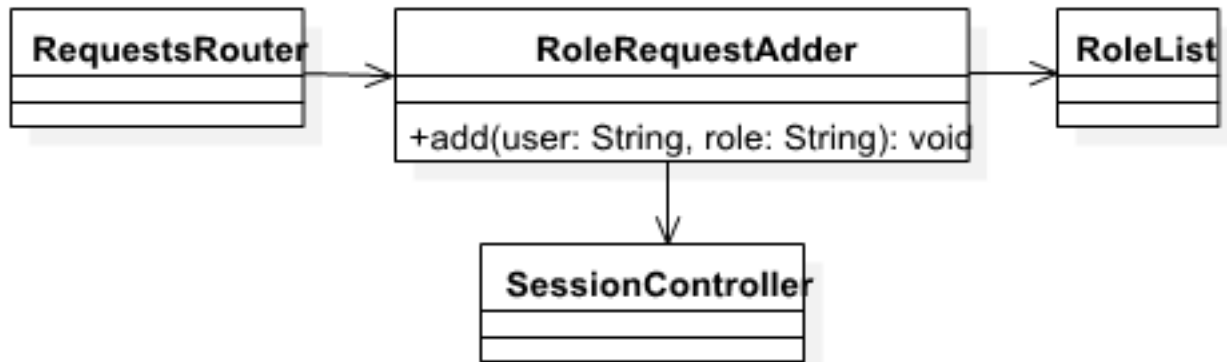 RequestsRouter
RoleRequestAdder
RoleList
+add(user: String, role: String): void
SessionController